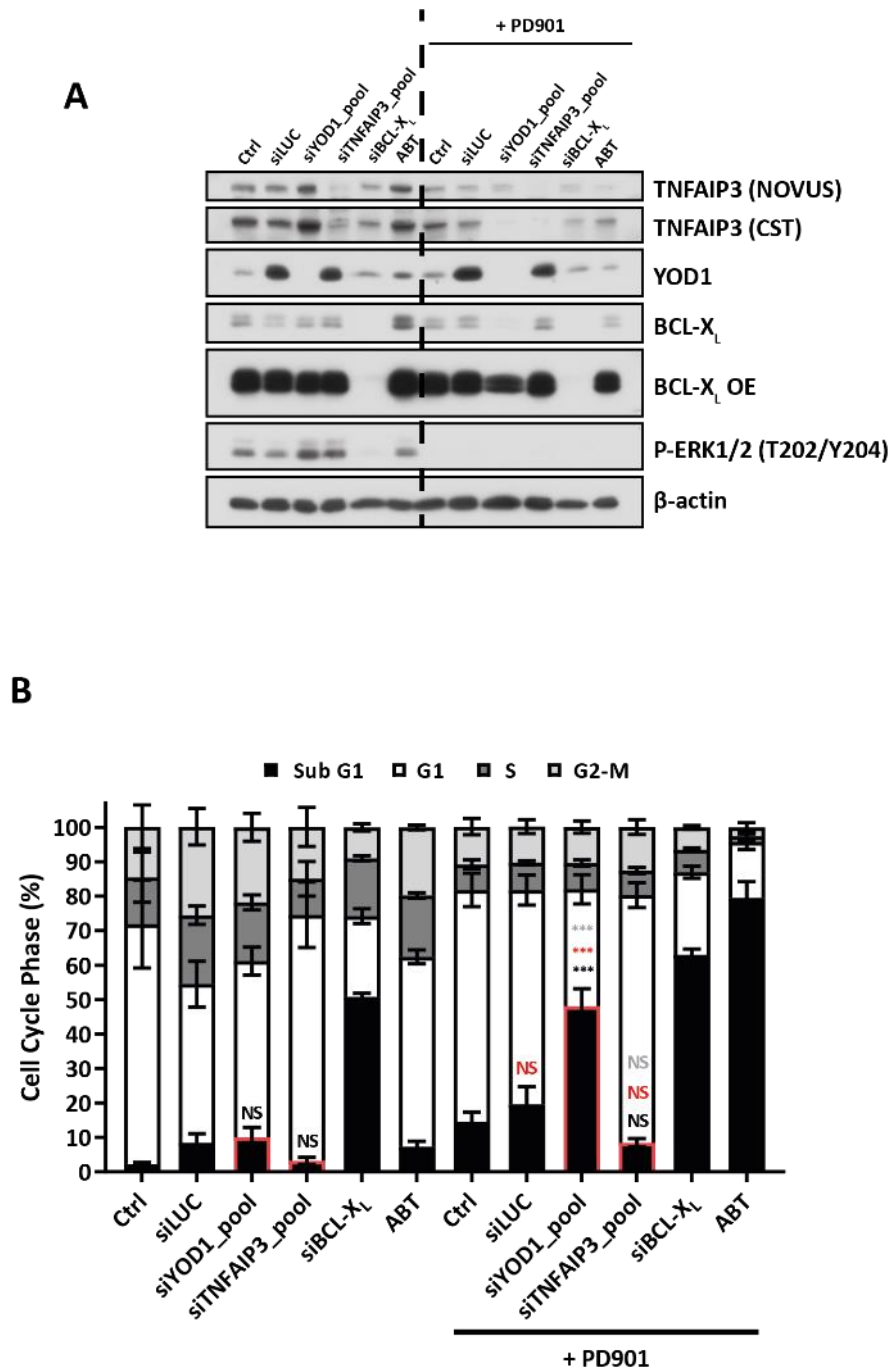 + PD901
A
Ctrl
siLUC
siYOD1_pool
siTNFAIP3_pool
siBCL-XL
ABT
Ctrl
siLUC
siYOD1_pool
siTNFAIP3_pool
siBCL-XL
ABT
TNFAIP3 (NOVUS)
TNFAIP3 (CST)
YOD1
BCL-XL
BCL-XL OE
P-ERK1/2 (T202/Y204)
β-actin
B
Sub G1 G1 S G2-M
Cell Cycle Phase (%)
100
90
80
70
60
50
40
30
20
10
0
NS
NS
NS
***
***
***
NS
NS
NS
Ctrl
siLUC
siYOD1_pool
siTNFAIP3_pool
siBCL-XL
ABT
Ctrl
siLUC
siYOD1_pool
siTNFAIP3_pool
siBCL-XL
ABT
+ PD901